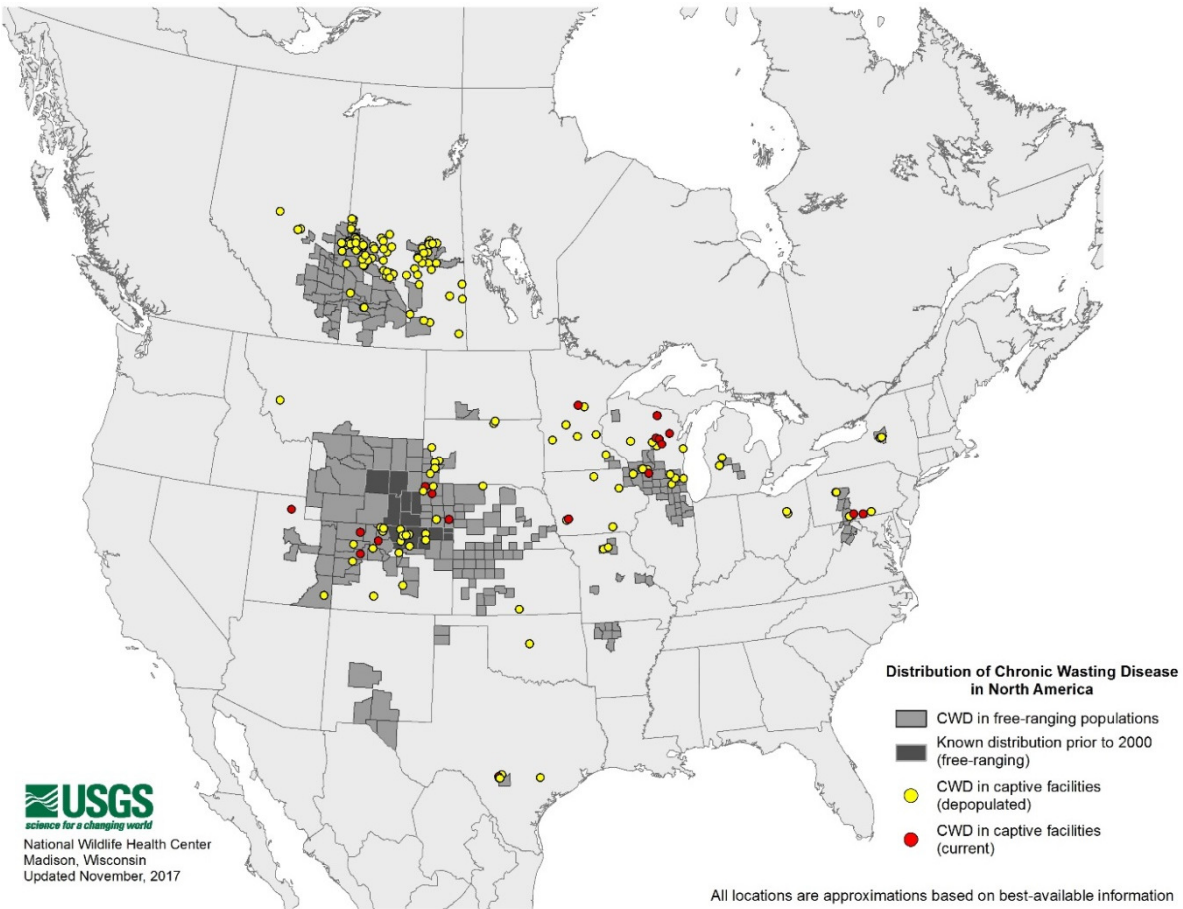 Distribution of Chronic Wasting Disease
in North America
CWD in free-ranging populations
Known distribution prior to 2000
(free-ranging)
CWD in captive facilities
(depopulated)
CWD in captive facilities
(current)
USGS
science for a changing world
National Wildlife Health Center
Madison, Wisconsin
Updated November, 2017
All locations are approximations based on best-available information